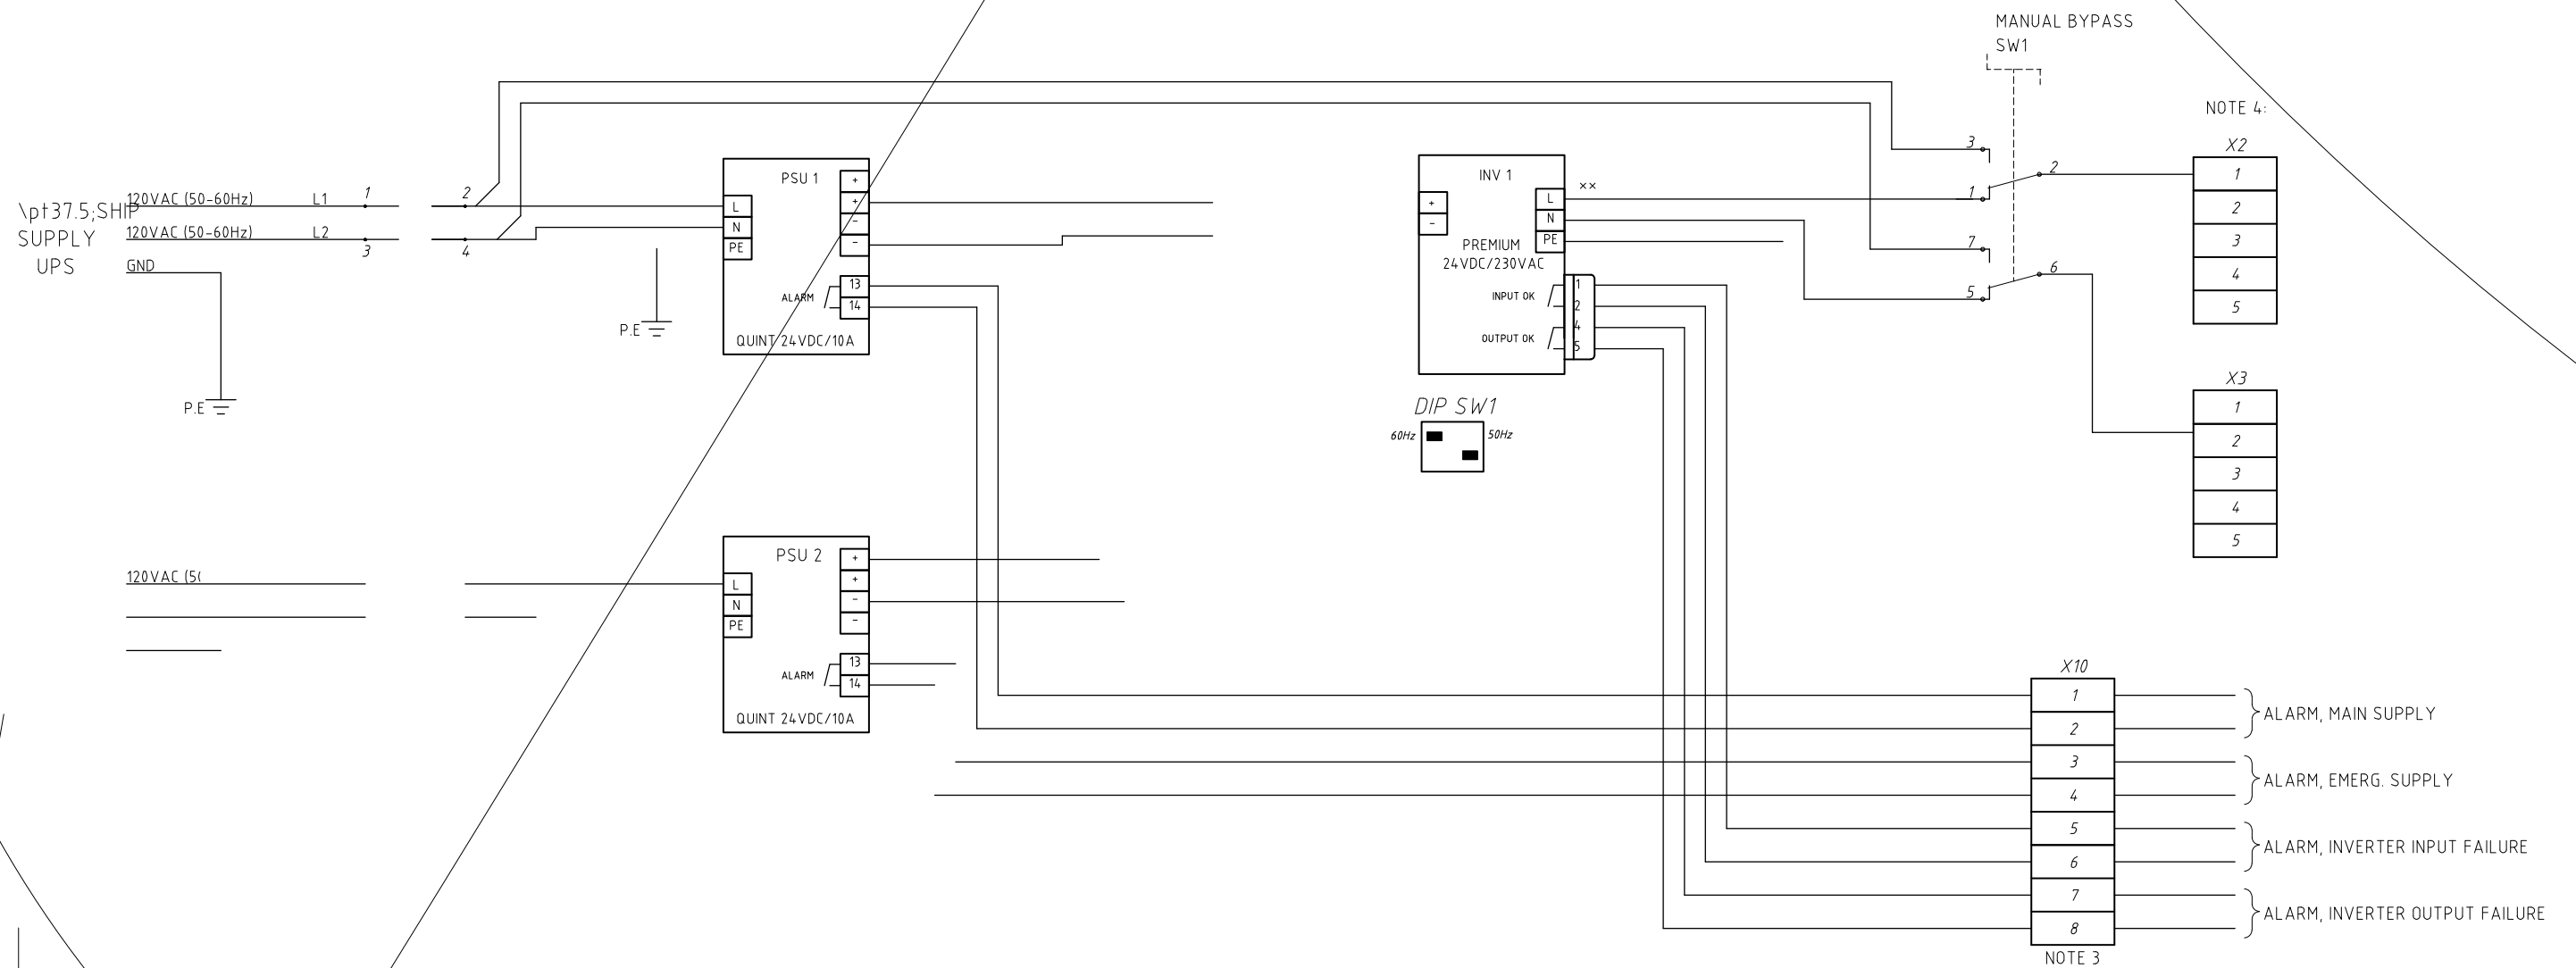 MANUAL BYPASS
SW1
NOTE 4:
\pt37.5;SHIP
SUPPLY
UPS
120VAC (50-60Hz) L1 1 2
120VAC (50-60Hz) L2 3 4
GND
P.E
P.E
PSU 1
L
N
PE
+
+
-
-
13
14
ALARM
QUINT 24VDC/10A
INV 1
+
-
L
N
PE
××
PREMIUM
24VDC/230VAC
INPUT OK
OUTPUT OK
1
2
4
5
DIP SW1
60Hz 50Hz
3
1
2
7
5
6
X2
1
2
3
4
5
X3
1
2
3
4
5
120VAC (5(
PSU 2
L
N
PE
+
+
-
-
13
14
ALARM
QUINT 24VDC/10A
X10
1
2
3
4
5
6
7
8
NOTE 3
ALARM, MAIN SUPPLY
ALARM, EMERG. SUPPLY
ALARM, INVERTER INPUT FAILURE
ALARM, INVERTER OUTPUT FAILURE